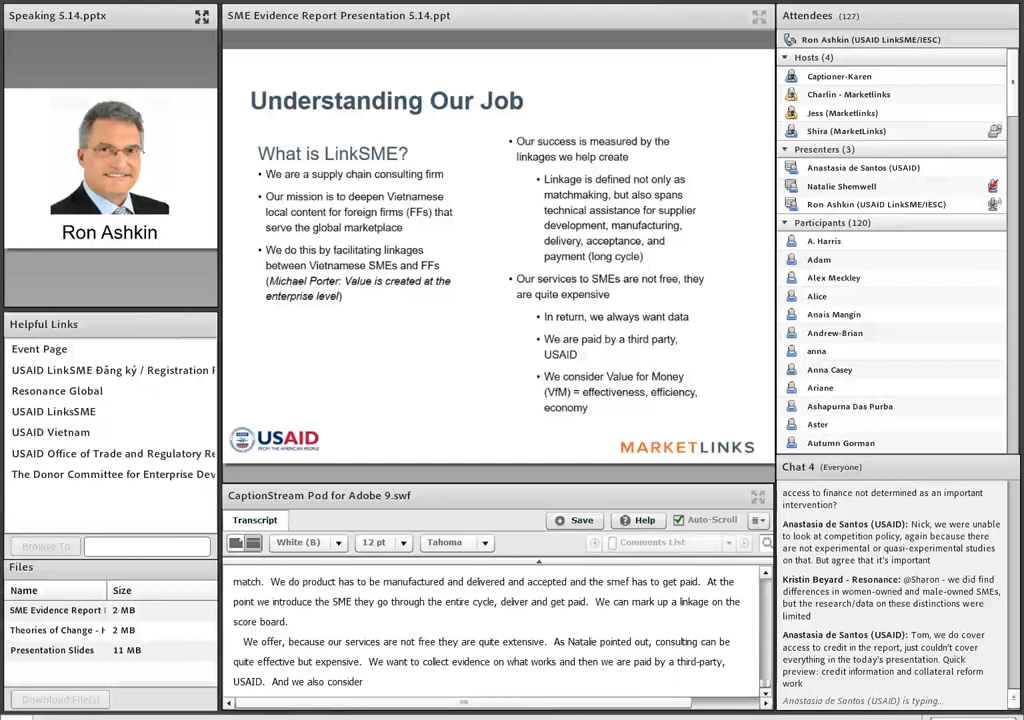 Speaking 5.14.pptx
Ron Ashkin
Helpful Links
Event Page
USAID LinkSME Đăng ký / Registration F
Resonance Global
USAID LinksSME
USAID Vietnam
USAID Office of Trade and Regulatory Re
The Donor Committee for Enterprise Dev
Browse To
Files
Name Size
SME Evidence Report 2 MB
Theories of Change - H 2 MB
Presentation Slides 11 MB
Download File(s)
SME Evidence Report Presentation 5.14.ppt
Understanding Our Job
What is LinkSME?
• We are a supply chain consulting firm
• Our mission is to deepen Vietnamese
local content for foreign firms (FFs) that
serve the global marketplace
• We do this by facilitating linkages
between Vietnamese SMEs and FFs
(Michael Porter: Value is created at the
enterprise level)
• Our success is measured by the
linkages we help create
• Linkage is defined not only as
matchmaking, but also spans
technical assistance for supplier
development, manufacturing,
delivery, acceptance, and
payment (long cycle)
• Our services to SMEs are not free, they
are quite expensive
• In return, we always want data
• We are paid by a third party,
USAID
• We consider Value for Money
(VfM) = effectiveness, efficiency,
economy
USAID
FROM THE AMERICAN PEOPLE
MARKETLINKS
CaptionStream Pod for Adobe 9.swf
Transcript
Save
Help
Auto-Scroll
White (B)
12 pt
Tahoma
Comments List
match. We do product has to be manufactured and delivered and accepted and the smef has to get paid. At the
point we introduce the SME they go through the entire cycle, deliver and get paid. We can mark up a linkage on the
score board.
We offer, because our services are not free they are quite extensive. As Natalie pointed out, consulting can be
quite effective but expensive. We want to collect evidence on what works and then we are paid by a third-party,
USAID. And we also consider
Attendees (127)
Ron Ashkin (USAID LinkSME/IESC)
Hosts (4)
Captioner-Karen
Charlin - Marketlinks
Jess (Marketlinks)
Shira (MarketLinks)
Presenters (3)
Anastasia de Santos (USAID)
Natalie Shemwell
Ron Ashkin (USAID LinkSME/IESC)
Participants (120)
A. Harris
Adam
Alex Meckley
Alice
Anais Mangin
Andrew-Brian
anna
Anna Casey
Ariane
Ashapurna Das Purba
Aster
Autumn Gorman
Chat 4 (Everyone)
access to finance not determined as an important
intervention?
Anastasia de Santos (USAID): Nick, we were unable
to look at competition policy, again because there
are not experimental or quasi-experimental studies
on that. But agree that it's important
Kristin Beyard - Resonance: @Sharon - we did find
differences in women-owned and male-owned SMEs,
but the research/data on these distinctions were
limited
Anastasia de Santos (USAID): Tom, we do cover
access to credit in the report, just couldn't cover
everything in the today's presentation. Quick
preview: credit information and collateral reform
work
Anastasia de Santos (USAID) is typing...